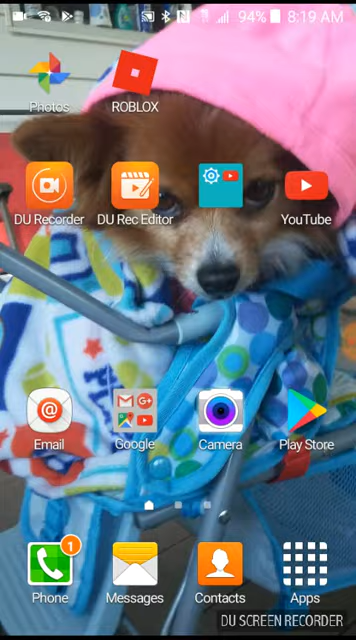 94% 8:19 AM
Photos ROBLOX
DU Recorder DU Rec Editor YouTube
Email Google Camera Play Store
1
Phone Messages Contacts Apps
DU SCREEN RECORDER